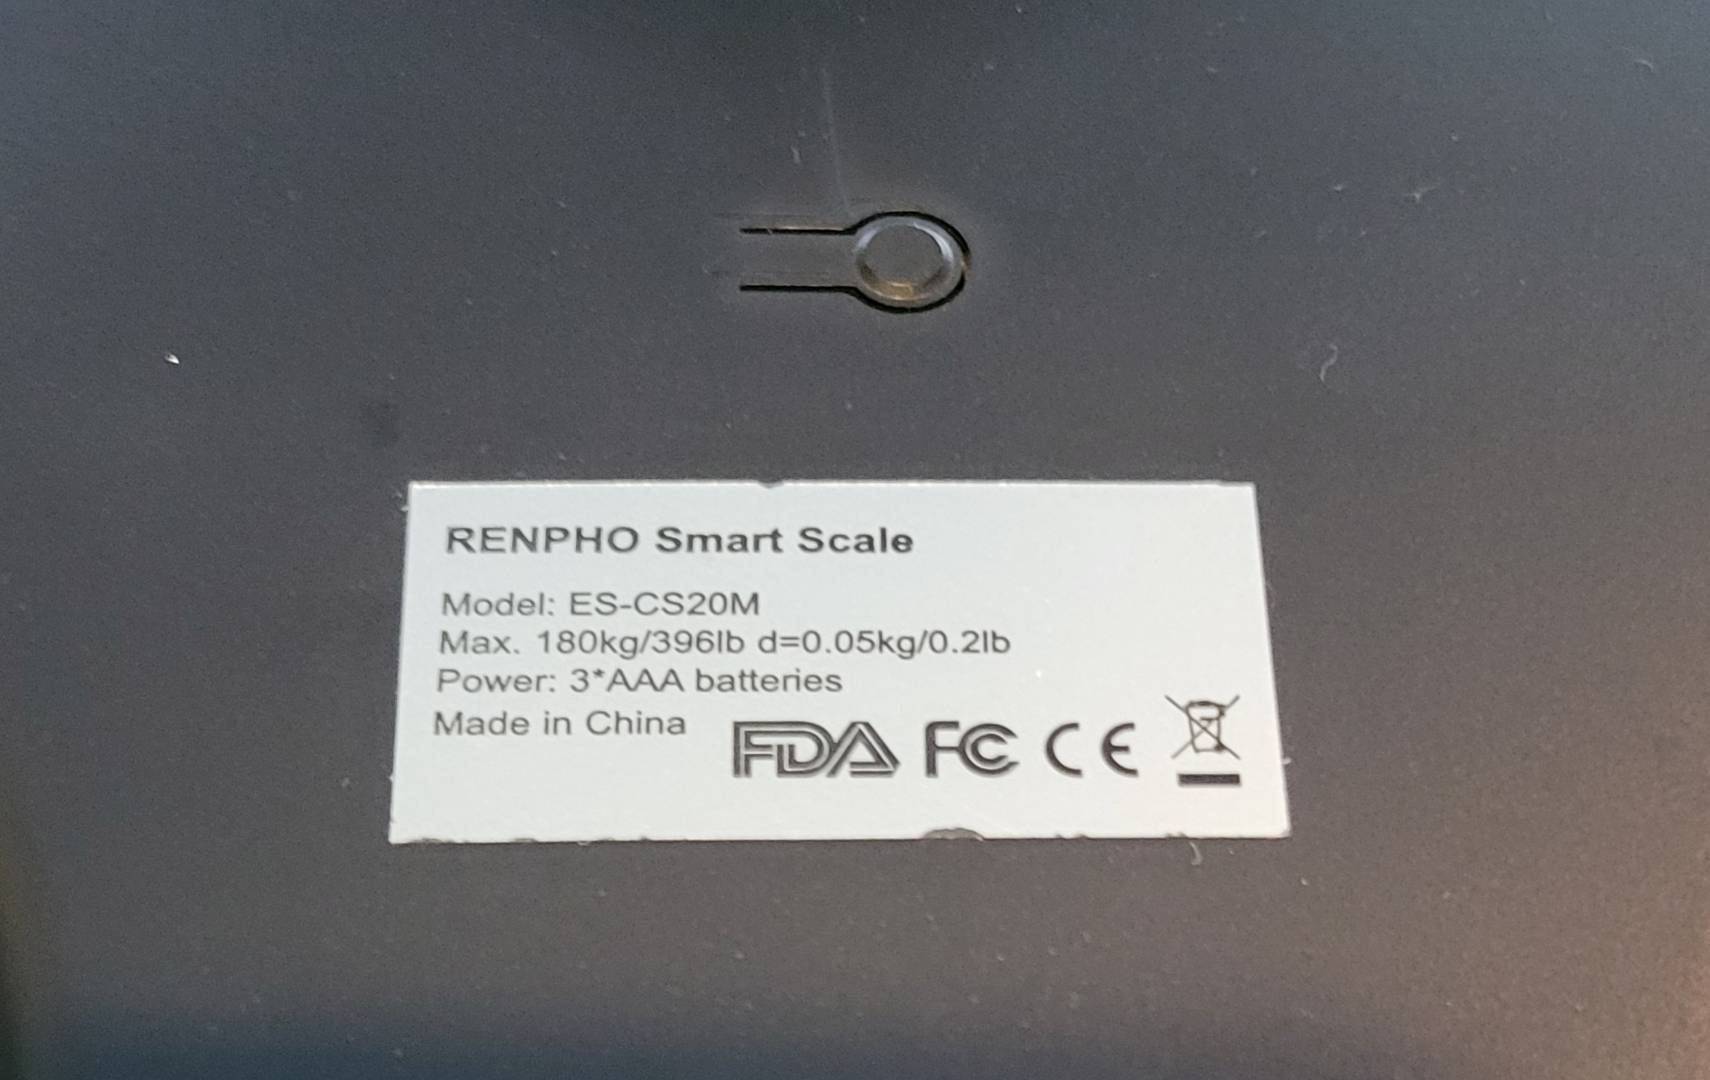 RENPHO Smart Scale
Model: ES-CS20M
Max. 180kg/396lb d=0.05kg/0.2lb
Power: 3*AAA batteries
Made in China
FDA FC CE